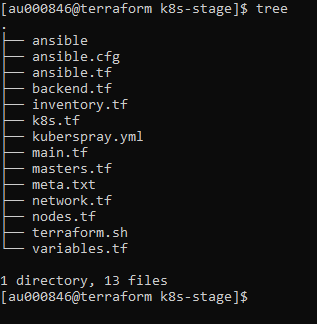 [au000846@terraform k8s-stage]$ tree
.
├── ansible
├── ansible.cfg
├── ansible.tf
├── backend.tf
├── inventory.tf
├── k8s.tf
├── kuberspray.yml
├── main.tf
├── masters.tf
├── meta.txt
├── network.tf
├── nodes.tf
├── terraform.sh
└── variables.tf

1 directory, 13 files
[au000846@terraform k8s-stage]$